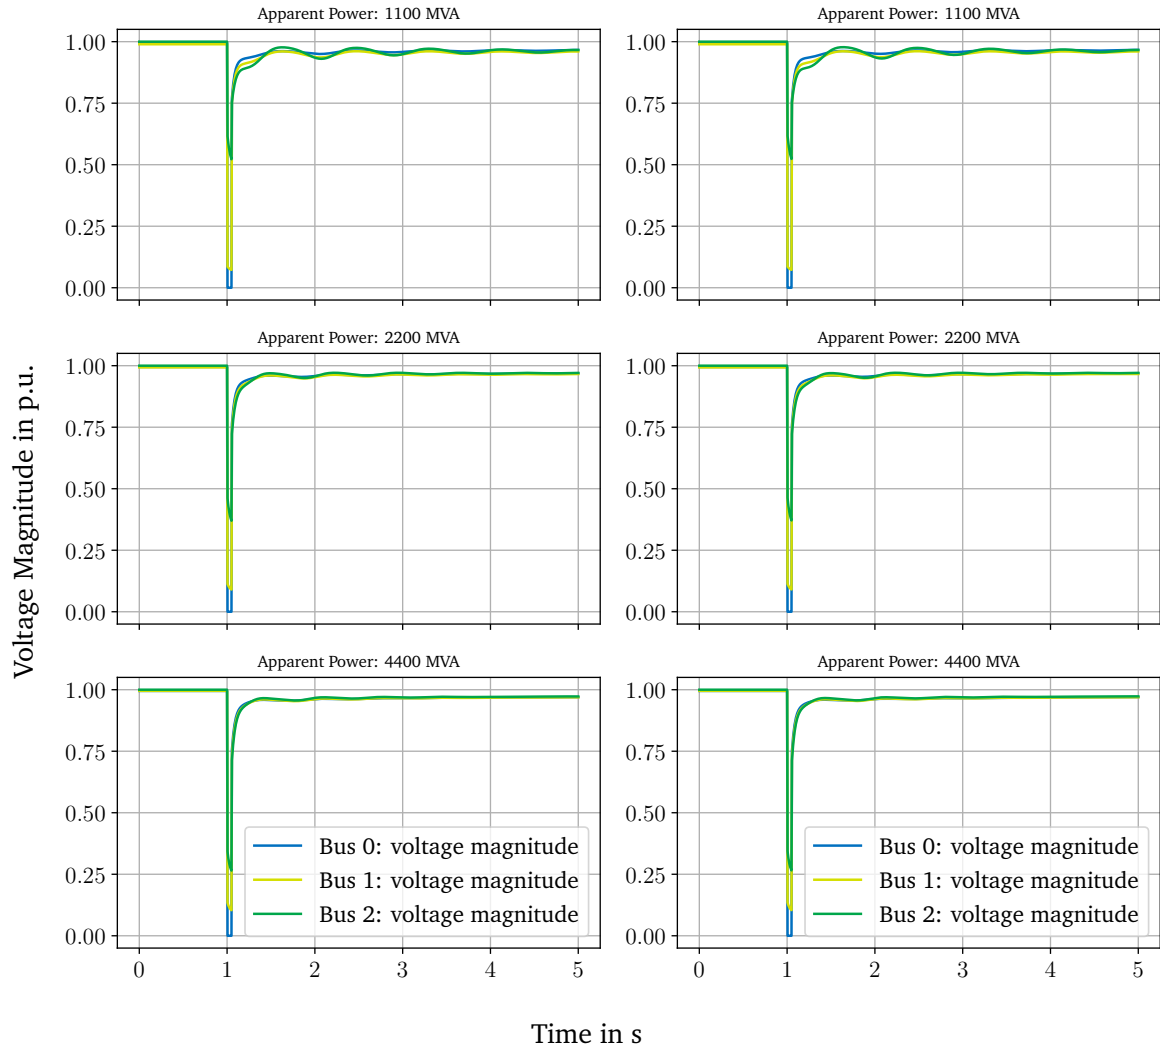 Apparent Power: 1100 MVA
Apparent Power: 1100 MVA
1.00
0.75
0.50
0.25
0.00
1.00
0.75
0.50
0.25
0.00
Apparent Power: 2200 MVA
Apparent Power: 2200 MVA
Voltage Magnitude in p.u.
1.00
0.75
0.50
0.25
0.00
1.00
0.75
0.50
0.25
0.00
Apparent Power: 4400 MVA
Apparent Power: 4400 MVA
1.00
0.75
0.50
0.25
0.00
Bus 0: voltage magnitude
Bus 1: voltage magnitude
Bus 2: voltage magnitude
0 1 2 3 4 5
1.00
0.75
0.50
0.25
0.00
Bus 0: voltage magnitude
Bus 1: voltage magnitude
Bus 2: voltage magnitude
0 1 2 3 4 5
Time in s